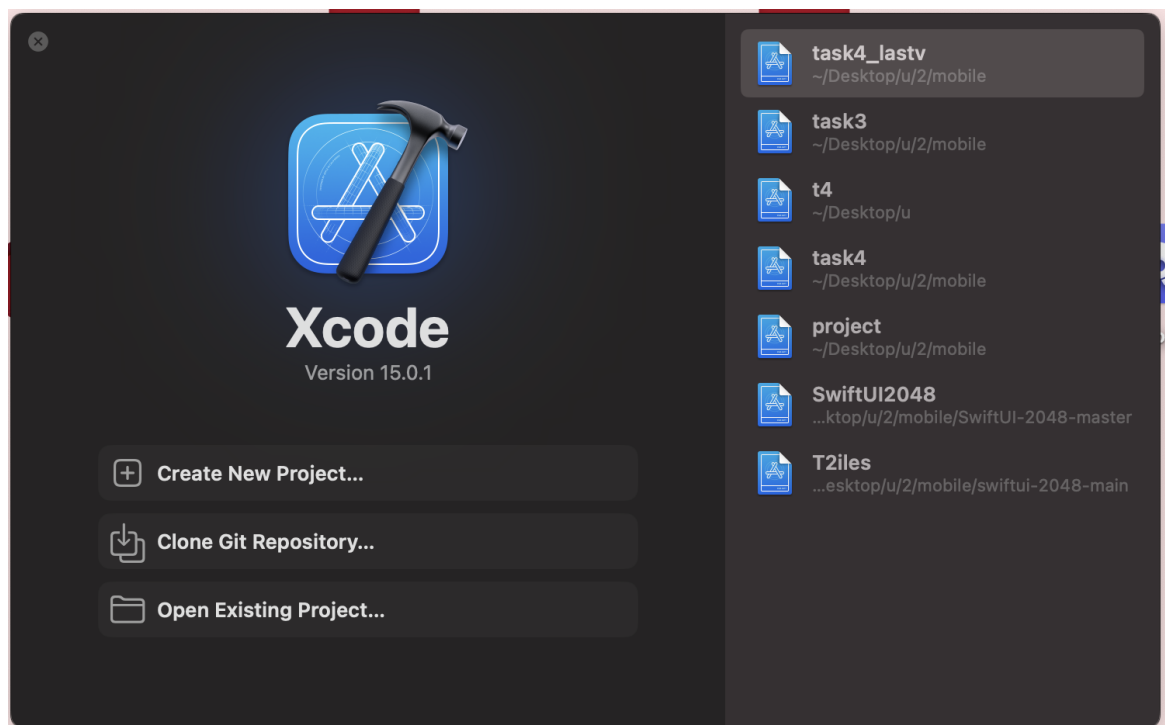 Xcode
Version 15.0.1
Create New Project...
Clone Git Repository...
Open Existing Project...
task4_lastv
~/Desktop/u/2/mobile
task3
~/Desktop/u/2/mobile
t4
~/Desktop/u
task4
~/Desktop/u/2/mobile
project
~/Desktop/u/2/mobile
SwiftUI2048
...ktop/u/2/mobile/SwiftUI-2048-master
T2iles
...esktop/u/2/mobile/swiftui-2048-main